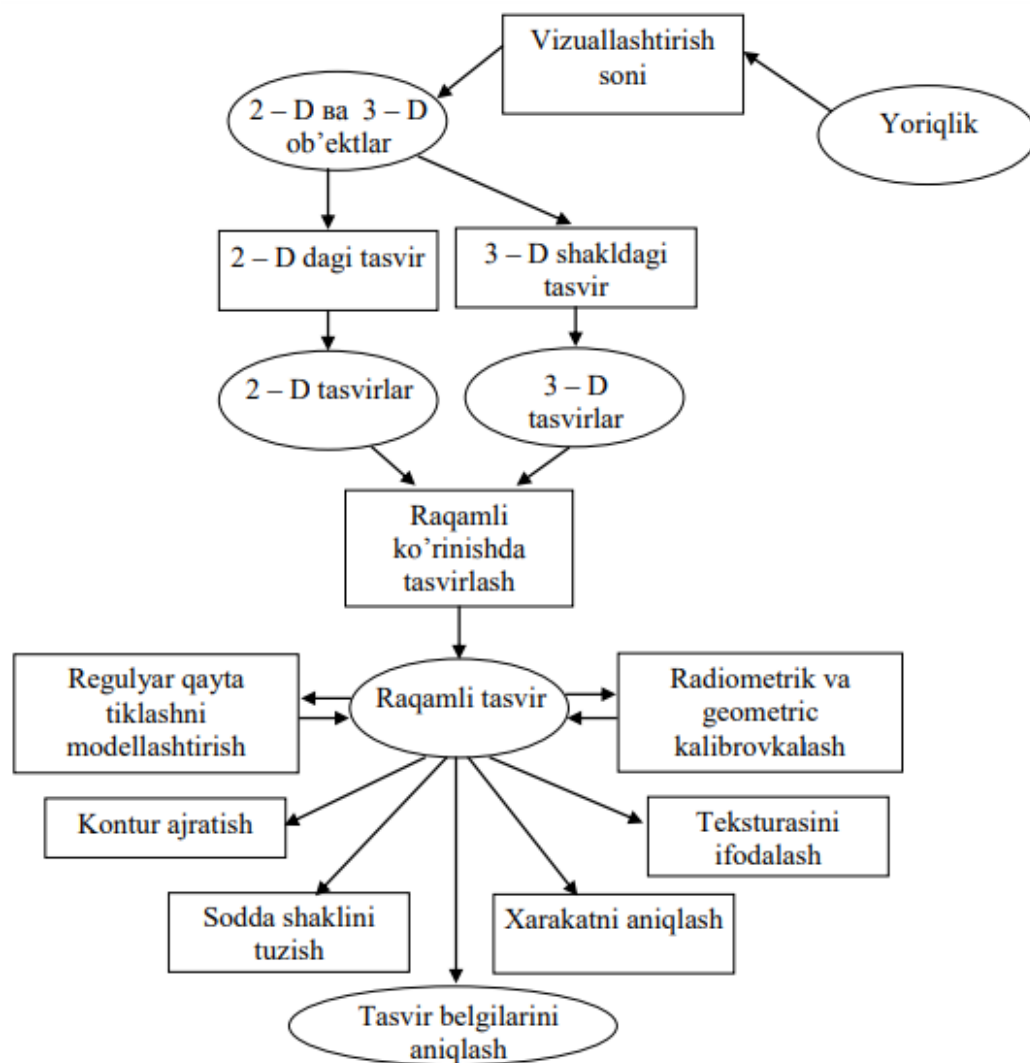 Vizuallashtirish
soni
Yoriqlik
2 – D ва 3 – D
ob’ektlar
2 – D dagi tasvir
3 – D shakldagi
tasvir
2 – D tasvirlar
3 – D
tasvirlar
Raqamli
ko’rinishda
tasvirlash
Regulyar qayta
tiklashni
modellashtirish
Raqamli tasvir
Radiometrik va
geometric
kalibrovkalash
Kontur ajratish
Teksturasini
ifodalash
Sodda shaklini
tuzish
Xarakatni aniqlash
Tasvir belgilarini
aniqlash